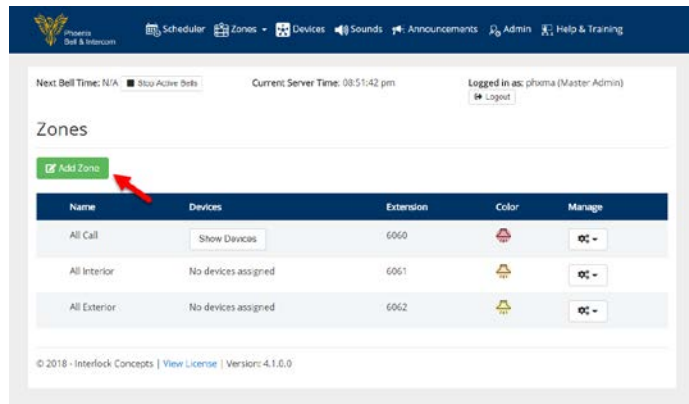 Phoenix
Bell & Intercom
Scheduler Zones Devices Sounds Announcements Admin Help & Training
Next Bell Time: N/A Stop Active Bells Current Server Time: 08:51:42 pm Logged in as: phxma (Master Admin)
Logout
Zones
Add Zone
Name Devices Extension Color Manage
All Call Show Devices 6060
All Interior No devices assigned 6061
All Exterior No devices assigned 6062
© 2018 - Interlock Concepts | View License | Version: 4.1.0.0